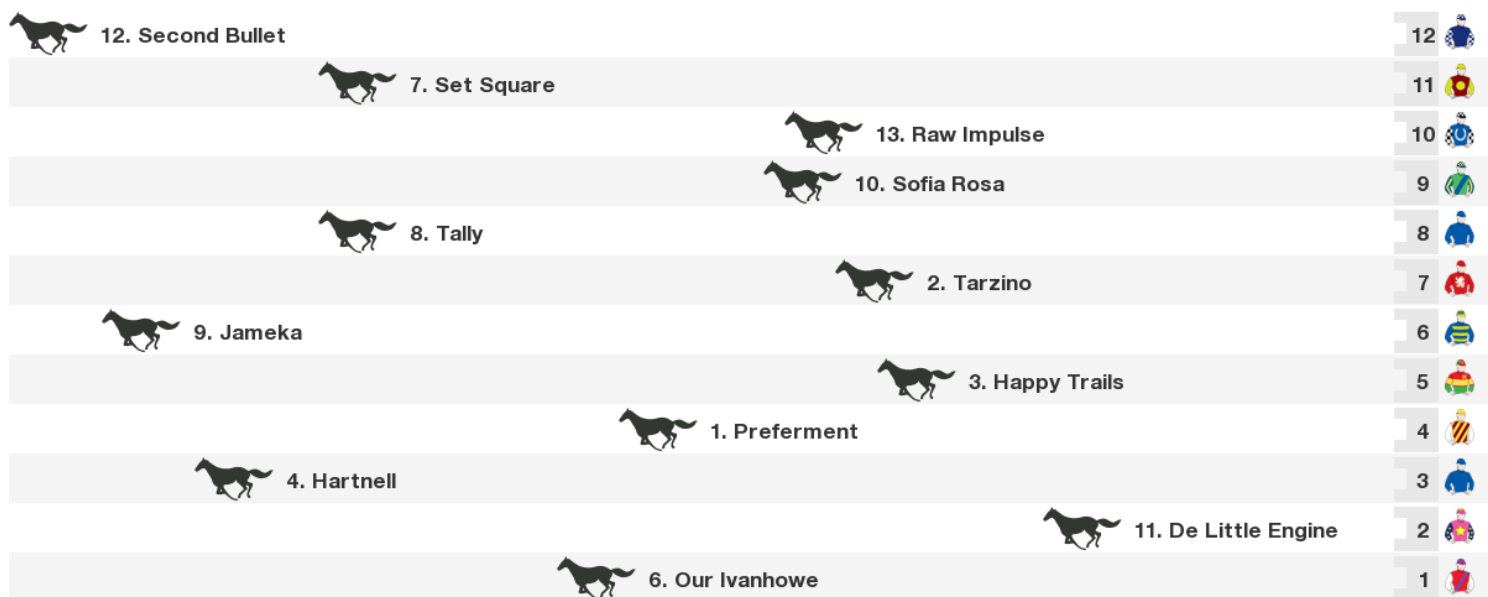 12. Second Bullet 12
7. Set Square 11
13. Raw Impulse 10
10. Sofia Rosa 9
8. Tally 8
2. Tarzino 7
9. Jameka 6
3. Happy Trails 5
1. Preferment 4
4. Hartnell 3
11. De Little Engine 2
6. Our Ivanhowe 1